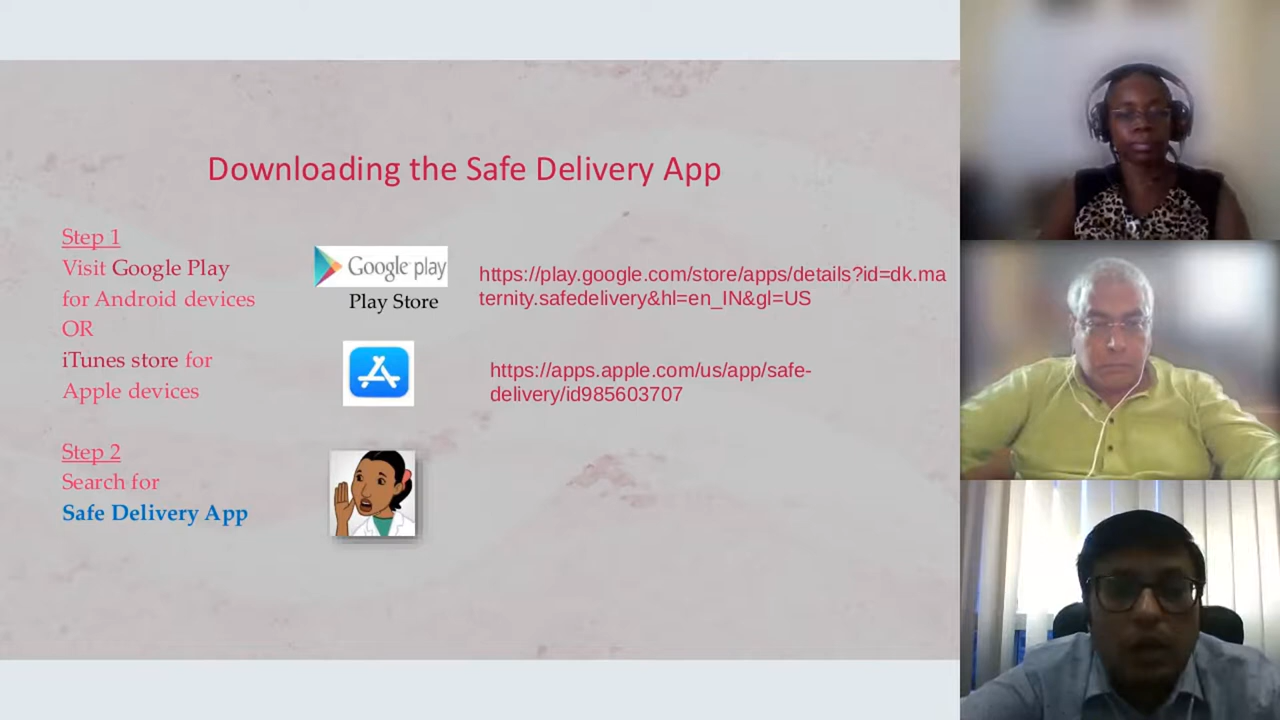 Downloading the Safe Delivery App
Step 1
Visit Google Play
for Android devices
OR
iTunes store for
Apple devices
Google play
Play Store
https://play.google.com/store/apps/details?id=dk.ma
ternity.safedelivery&hl=en_IN&gl=US
https://apps.apple.com/us/app/safe-
delivery/id985603707
Step 2
Search for
Safe Delivery App